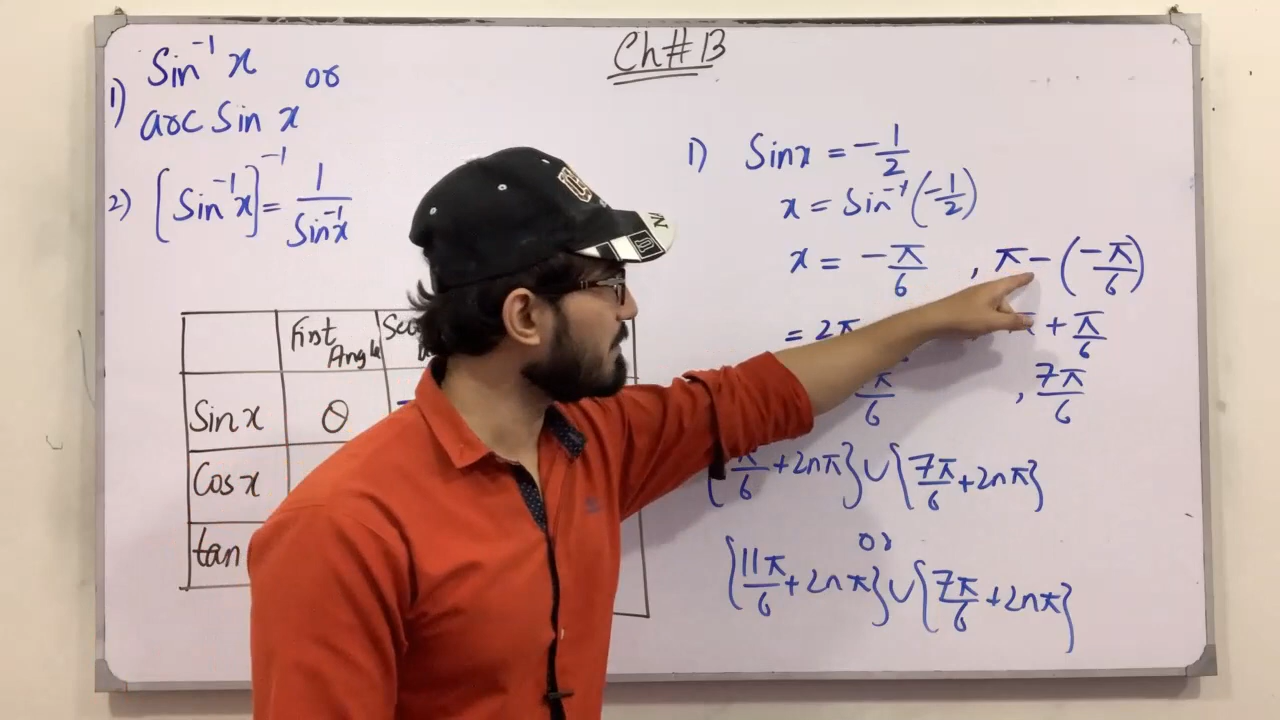 Ch#13
1) Sin⁻¹ x or
arc Sin x
2) [Sin⁻¹x]⁻¹ = 1/Sin⁻¹x
First Angle
Sin x θ
Cos x
tan
1) Sinx = -1/2
x = Sin⁻¹(-1/2)
x = -π/6 , π-(-π/6)
= 2π + π/6
π/6 , 7π/6
π/6 +2nπ} ∪ {7π/6 +2nπ}
or
{11π/6 +2nπ} ∪ {7π/6 +2nπ}